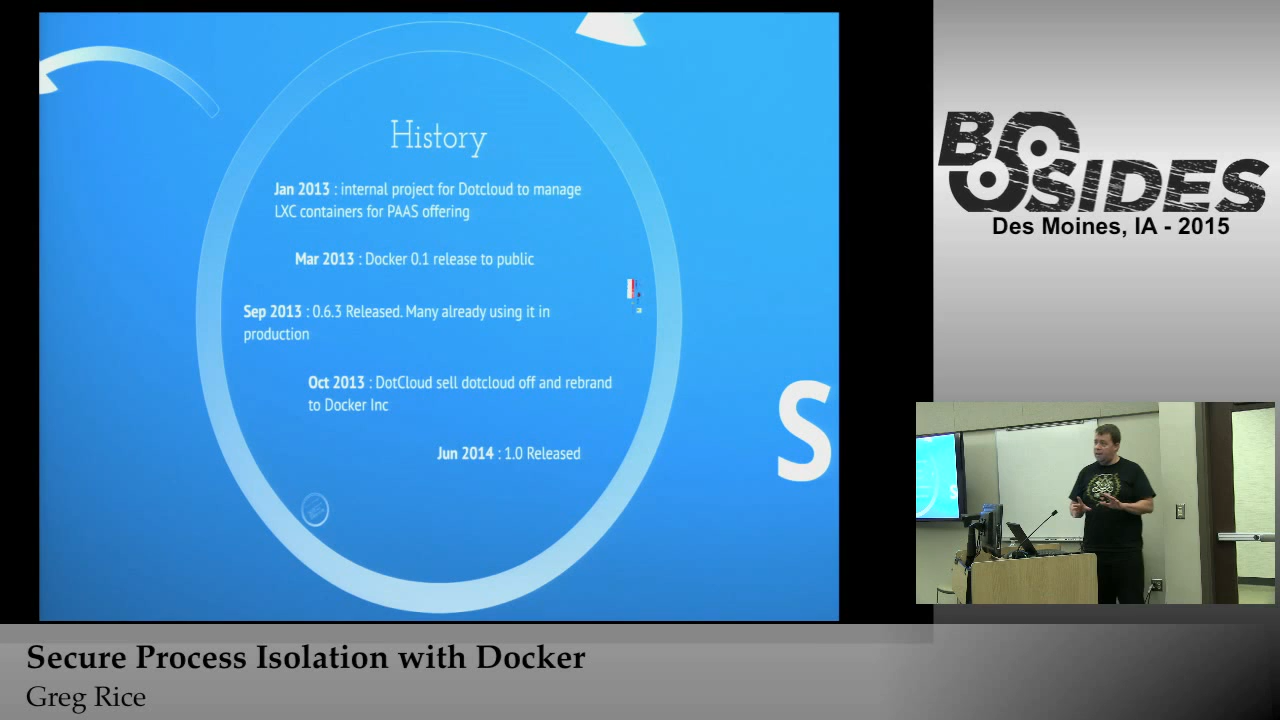 History
Jan 2013 : internal project for Dotcloud to manage
LXC containers for PAAS offering
Mar 2013 : Docker 0.1 release to public
Sep 2013 : 0.6.3 Released. Many already using it in
production
Oct 2013 : DotCloud sell dotcloud off and rebrand
to Docker Inc
Jun 2014 : 1.0 Released
S
BSIDES
Des Moines, IA - 2015
Secure Process Isolation with Docker
Greg Rice